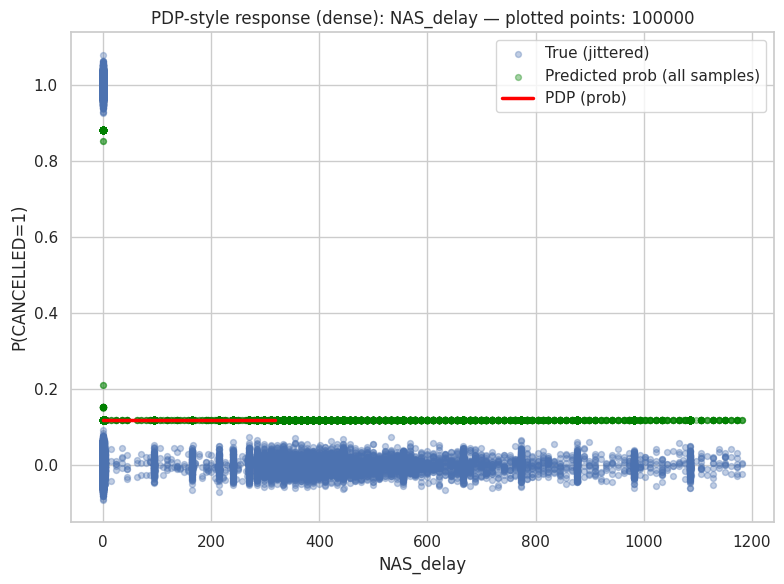 PDP-style response (dense): NAS_delay — plotted points: 100000
True (jittered)
Predicted prob (all samples)
PDP (prob)
P(CANCELLED=1)
1.0
0.8
0.6
0.4
0.2
0.0
0
200
400
600
800
1000
1200
NAS_delay